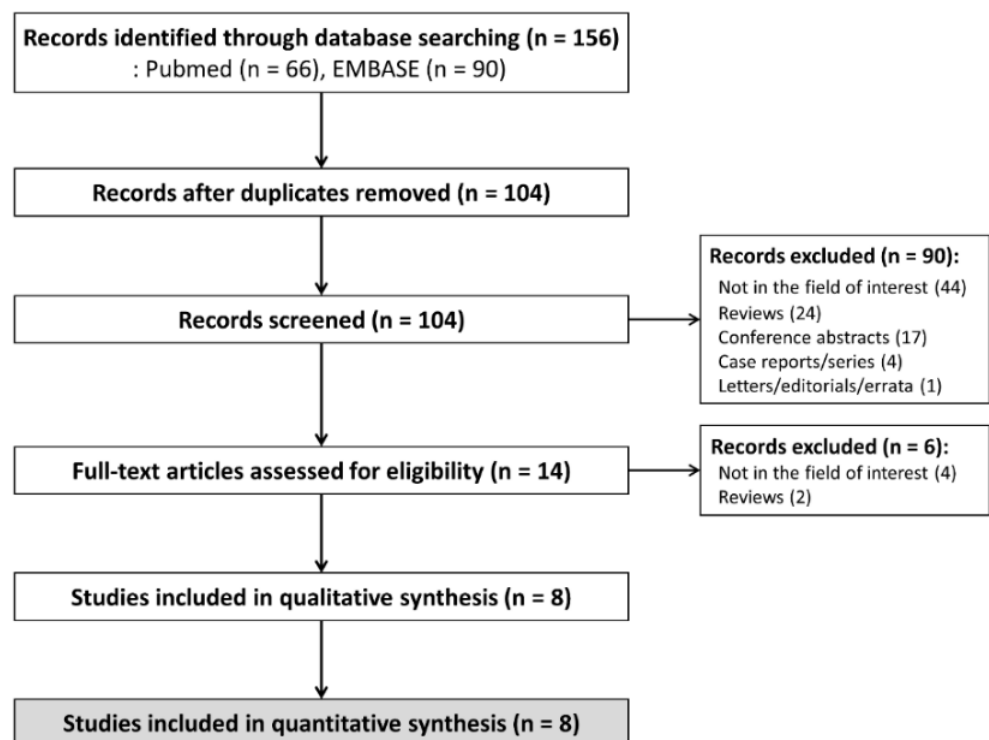 Records identified through database searching (n = 156)
: Pubmed (n = 66), EMBASE (n = 90)
Records after duplicates removed (n = 104)
Records screened (n = 104)
Records excluded (n = 90):
Not in the field of interest (44)
Reviews (24)
Conference abstracts (17)
Case reports/series (4)
Letters/editorials/errata (1)
Full-text articles assessed for eligibility (n = 14)
Records excluded (n = 6):
Not in the field of interest (4)
Reviews (2)
Studies included in qualitative synthesis (n = 8)
Studies included in quantitative synthesis (n = 8)